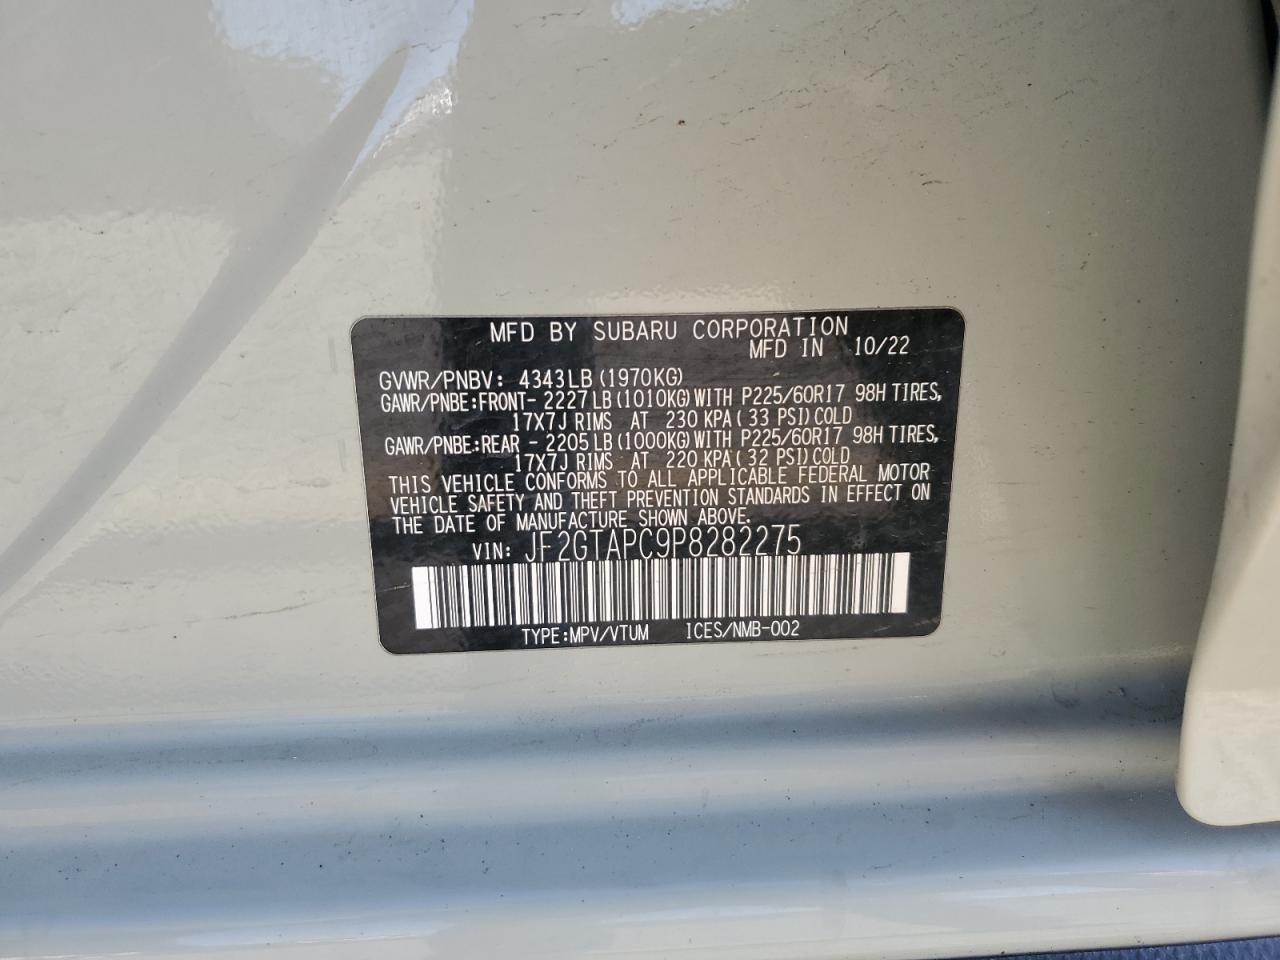 MFD BY SUBARU CORPORATION
MFD IN 10/22
GVWR/PNBV: 4343LB (1970KG)
GAWR/PNBE:FRONT- 2227LB (1010KG) WITH P225/60R17 98H TIRES,
17X7J RIMS AT 230 KPA ( 33 PSI) COLD
GAWR/PNBE:REAR - 2205LB (1000KG) WITH P225/60R17 98H TIRES,
17X7J RIMS AT 220 KPA ( 32 PSI) COLD
THIS VEHICLE CONFORMS TO ALL APPLICABLE FEDERAL MOTOR
VEHICLE SAFETY AND THEFT PREVENTION STANDARDS IN EFFECT ON
THE DATE OF MANUFACTURE SHOWN ABOVE.
VIN: JF2GTAPC9P8282275
TYPE:MPV/VTUM ICES/NMB-002